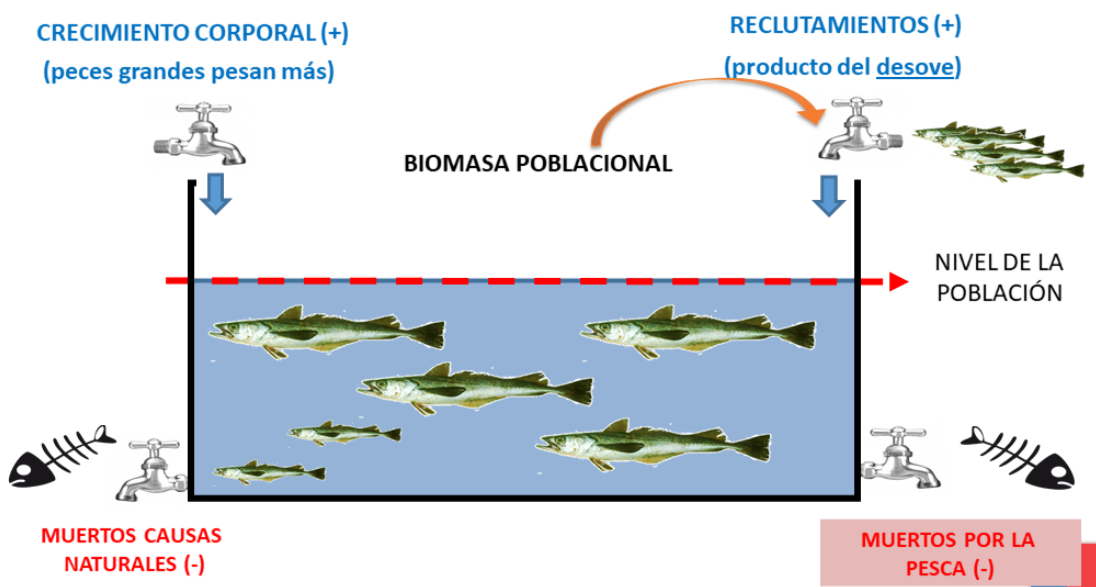 CRECIMIENTO CORPORAL (+)
(peces grandes pesan más)
RECLUTAMIENTOS (+)
(producto del desove)
BIOMASA POBLACIONAL
NIVEL DE LA
POBLACIÓN
MUERTOS CAUSAS
NATURALES (-)
MUERTOS POR LA
PESCA (-)